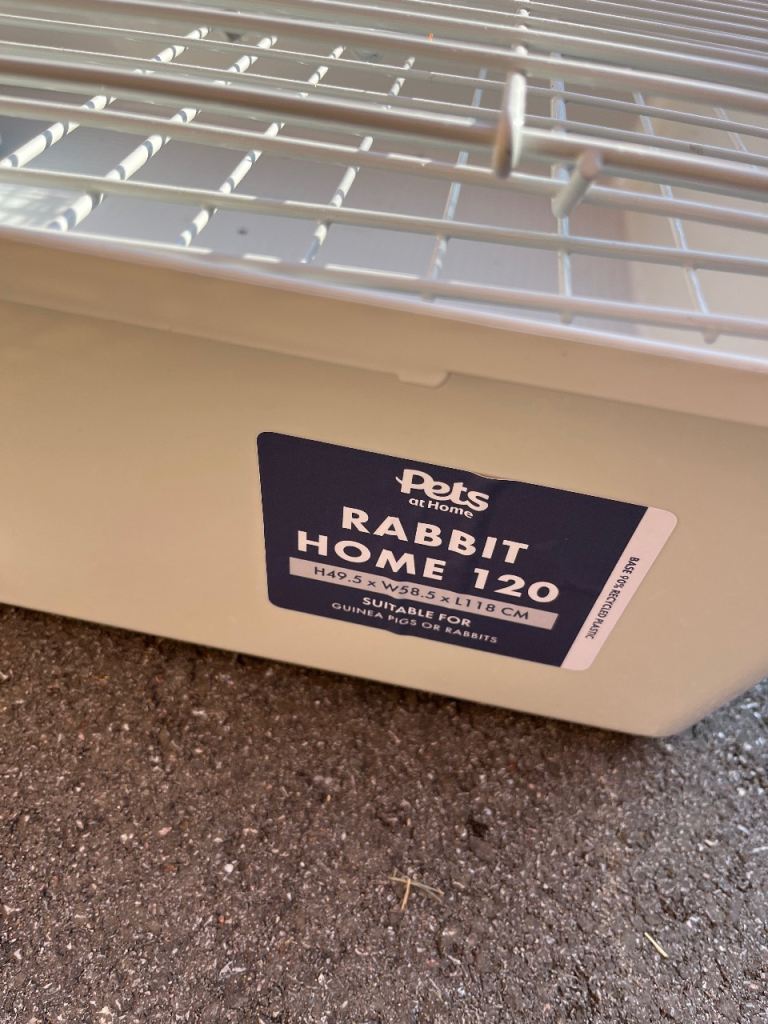 Pets
at Home
RABBIT
HOME 120
H49.5 x W58.5 x L118 CM
SUITABLE FOR
GUINEA PIGS OR RABBITS
BASE 90% RECYCLED PLASTIC